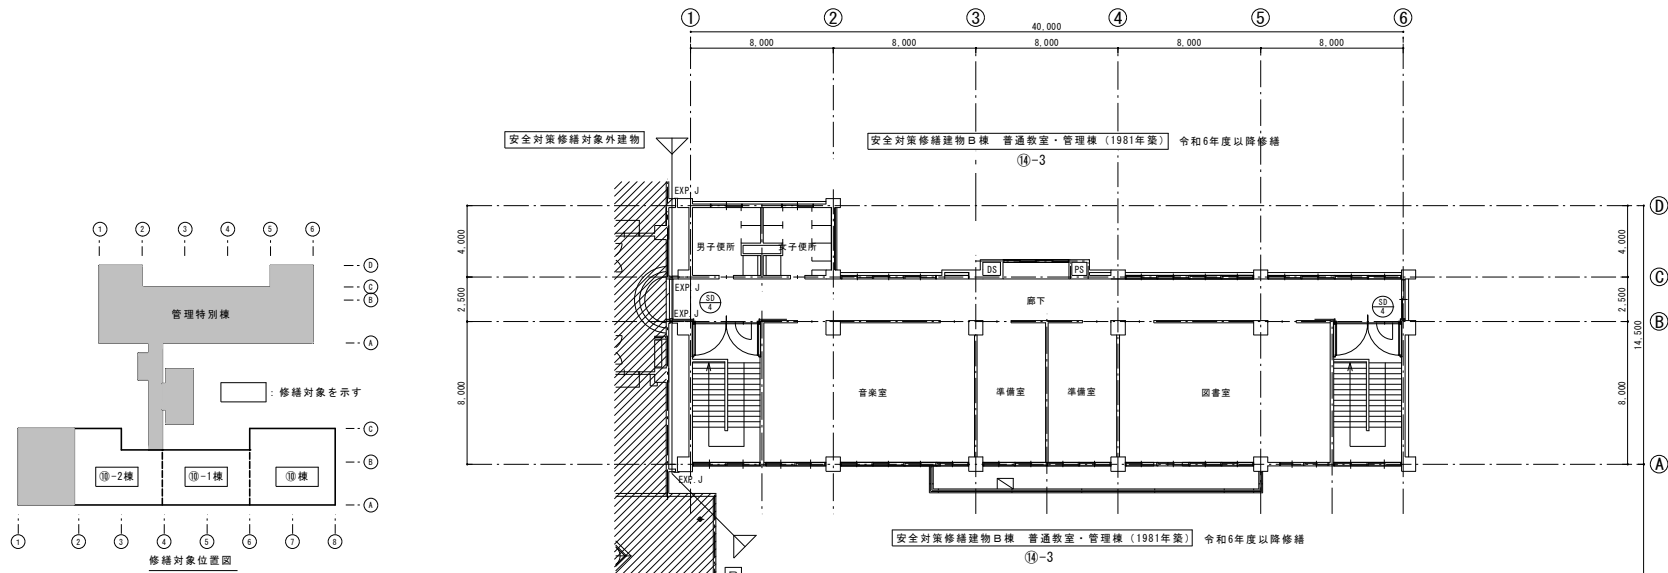 ① ② ③ ④ ⑤ ⑥
40,000
8,000 8,000 8,000 8,000 8,000
安全対策修繕対象外建物
安全対策修繕建物B棟 普通教室・管理棟(1981年築) 令和6年度以降修繕
⑭-3
EXP.J
D
4,000
男子便所 女子便所
4,000
DS PS
C
EXP.J
2,500
SD
4
廊下
SD
4
2,500
EXP.J
B
14,500
8,000
音楽室 準備室 準備室 図書室
8,000
A
EXP.J
安全対策修繕建物B棟 普通教室・管理棟(1981年築) 令和6年度以降修繕
⑭-3
① ② ③ ④ ⑤ ⑥
D
C
B
管理特別棟
A
:修繕対象を示す
C
⑩-2棟 ⑩-1棟 ⑩棟
B
A
① ② ③ ④ ⑤ ⑥ ⑦ ⑧
修繕対象位置図